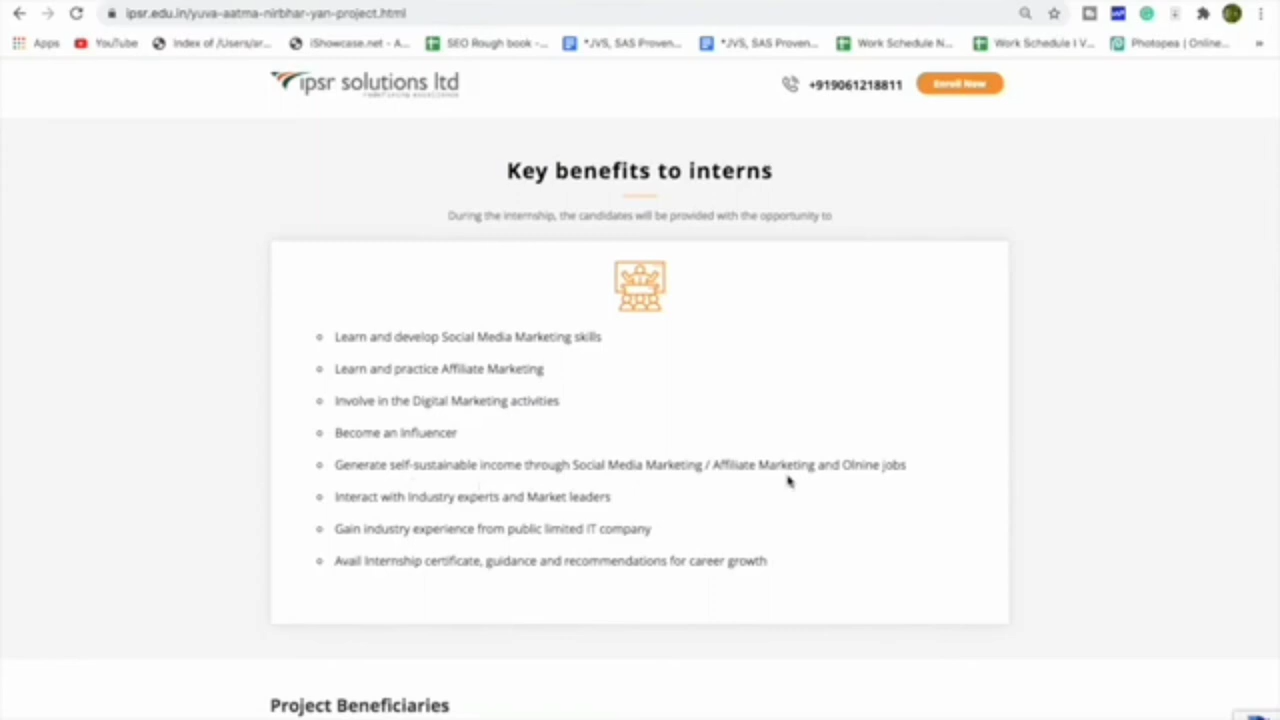 ipsr.edu.in/yuva-aatma-nirbhar-yan-project.html
Apps YouTube Index of /Users/ar... iShowcase.net - A... SEO Rough book -... *JVS, SAS Proven... *JVS, SAS Proven... Work Schedule N... Work Schedule I V... Photopea | Online... »
ipsr solutions ltd
redefining excellence
+919061218811 Enroll Now
Key benefits to interns
During the internship, the candidates will be provided with the opportunity to
Learn and develop Social Media Marketing skills
Learn and practice Affiliate Marketing
Involve in the Digital Marketing activities
Become an Influencer
Generate self-sustainable income through Social Media Marketing / Affiliate Marketing and Olnine jobs
Interact with Industry experts and Market leaders
Gain industry experience from public limited IT company
Avail Internship certificate, guidance and recommendations for career growth
Project Beneficiaries